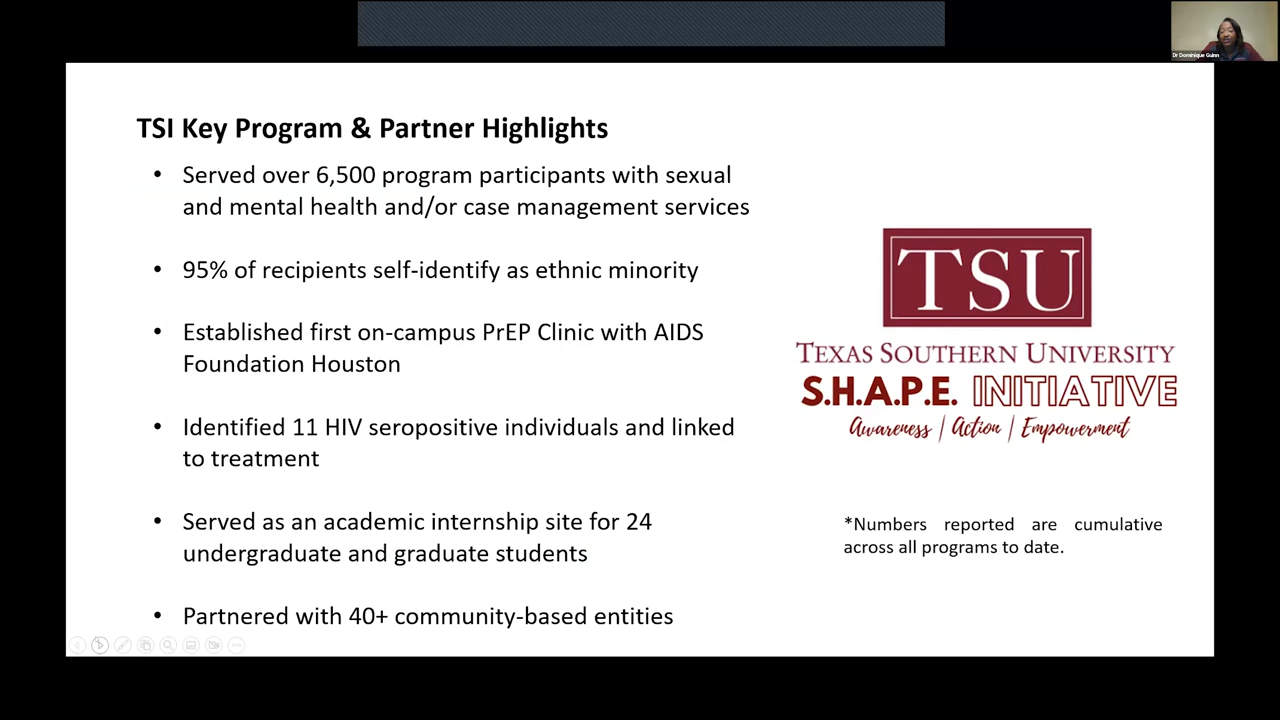 Dr Dominique Guinn
TSI Key Program & Partner Highlights
• Served over 6,500 program participants with sexual
and mental health and/or case management services
• 95% of recipients self-identify as ethnic minority
• Established first on-campus PrEP Clinic with AIDS
Foundation Houston
• Identified 11 HIV seropositive individuals and linked
to treatment
• Served as an academic internship site for 24
undergraduate and graduate students
• Partnered with 40+ community-based entities
TSU
TEXAS SOUTHERN UNIVERSITY
S.H.A.P.E. INITIATIVE
Awareness | Action | Empowerment
*Numbers reported are cumulative
across all programs to date.